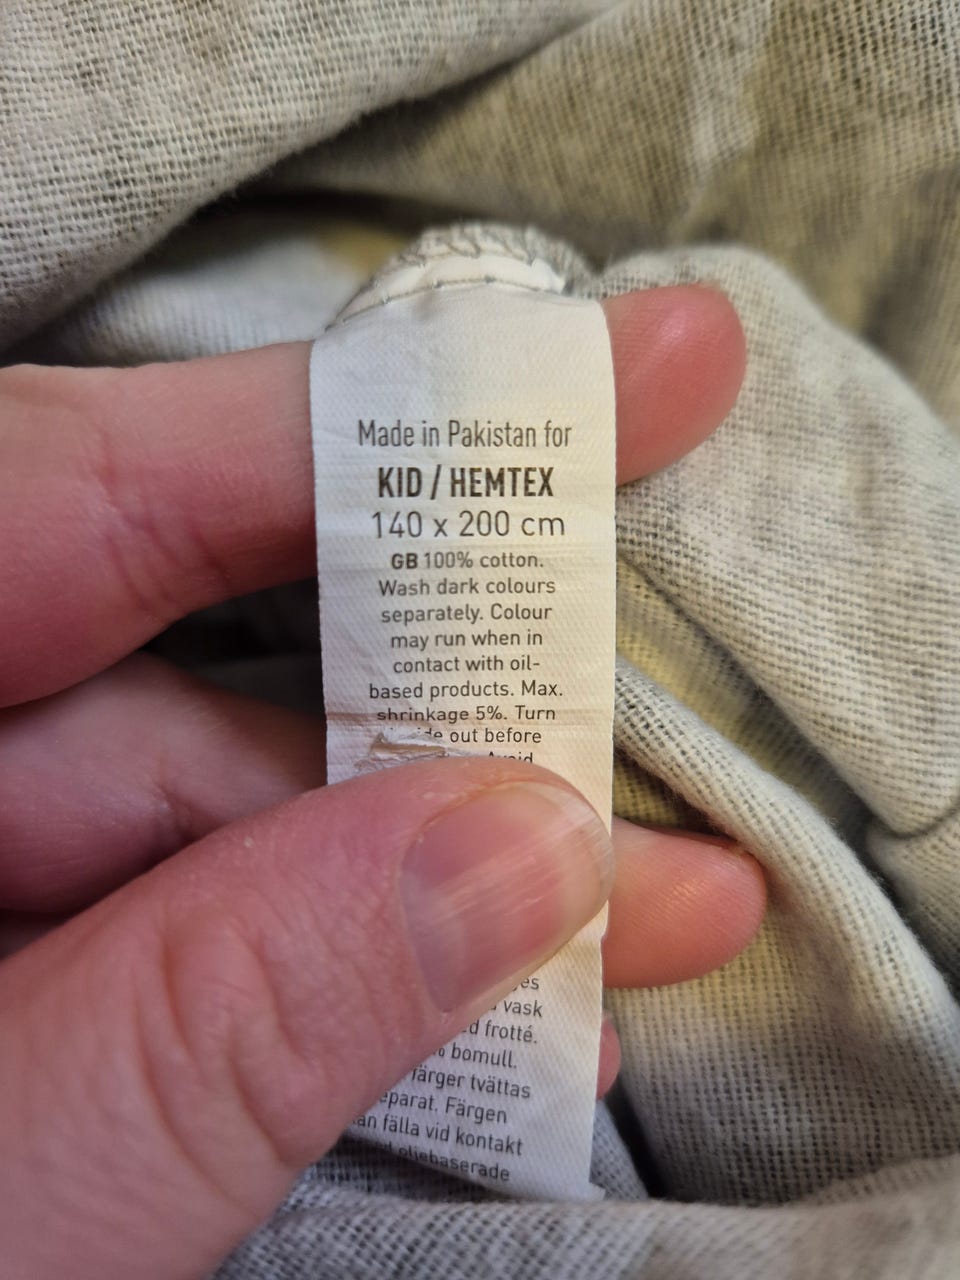 Made in Pakistan for
KID / HEMTEX
140 x 200 cm
GB 100% cotton.
Wash dark colours
separately. Colour
may run when in
contact with oil-
based products. Max.
shrinkage 5%. Turn
out before
Avoid
vask
frotté.
bomull.
färger tvättas
Färgen
fälla vid kontakt
oljebaserade